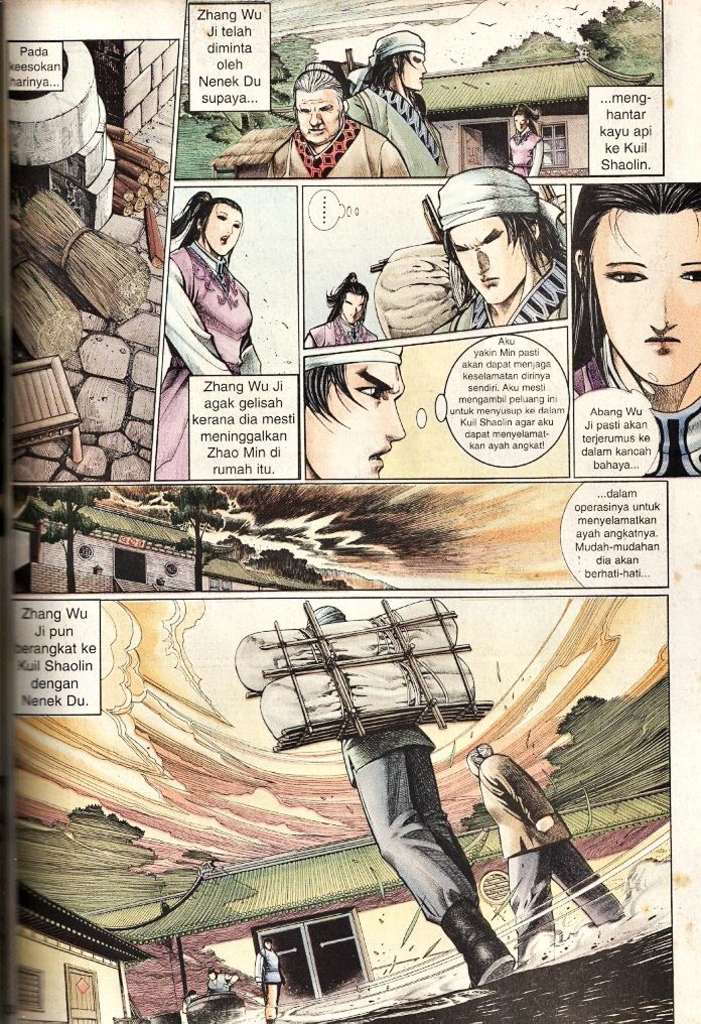 Pada
keesokan
harinya...
Zhang Wu
Ji telah
diminta
oleh
Nenek Du
supaya...
...meng-
hantar
kayu api
ke Kuil
Shaolin.
Zhang Wu Ji
agak gelisah
kerana dia mesti
meninggalkan
Zhao Min di
rumah itu.
......
Aku
yakin Min pasti
akan dapat menjaga
keselamatan dirinya
sendiri. Aku mesti
mengambil peluang ini
untuk menyusup ke dalam
Kuil Shaolin agar aku
dapat menyelamat-
kan ayah angkat!
Abang Wu
Ji pasti akan
terjerumus ke
dalam kancah
bahaya...
...dalam
operasinya untuk
menyelamatkan
ayah angkatnya.
Mudah-mudahan
dia akan
berhati-hati...
Zhang Wu
Ji pun
berangkat ke
Kuil Shaolin
dengan
Nenek Du.